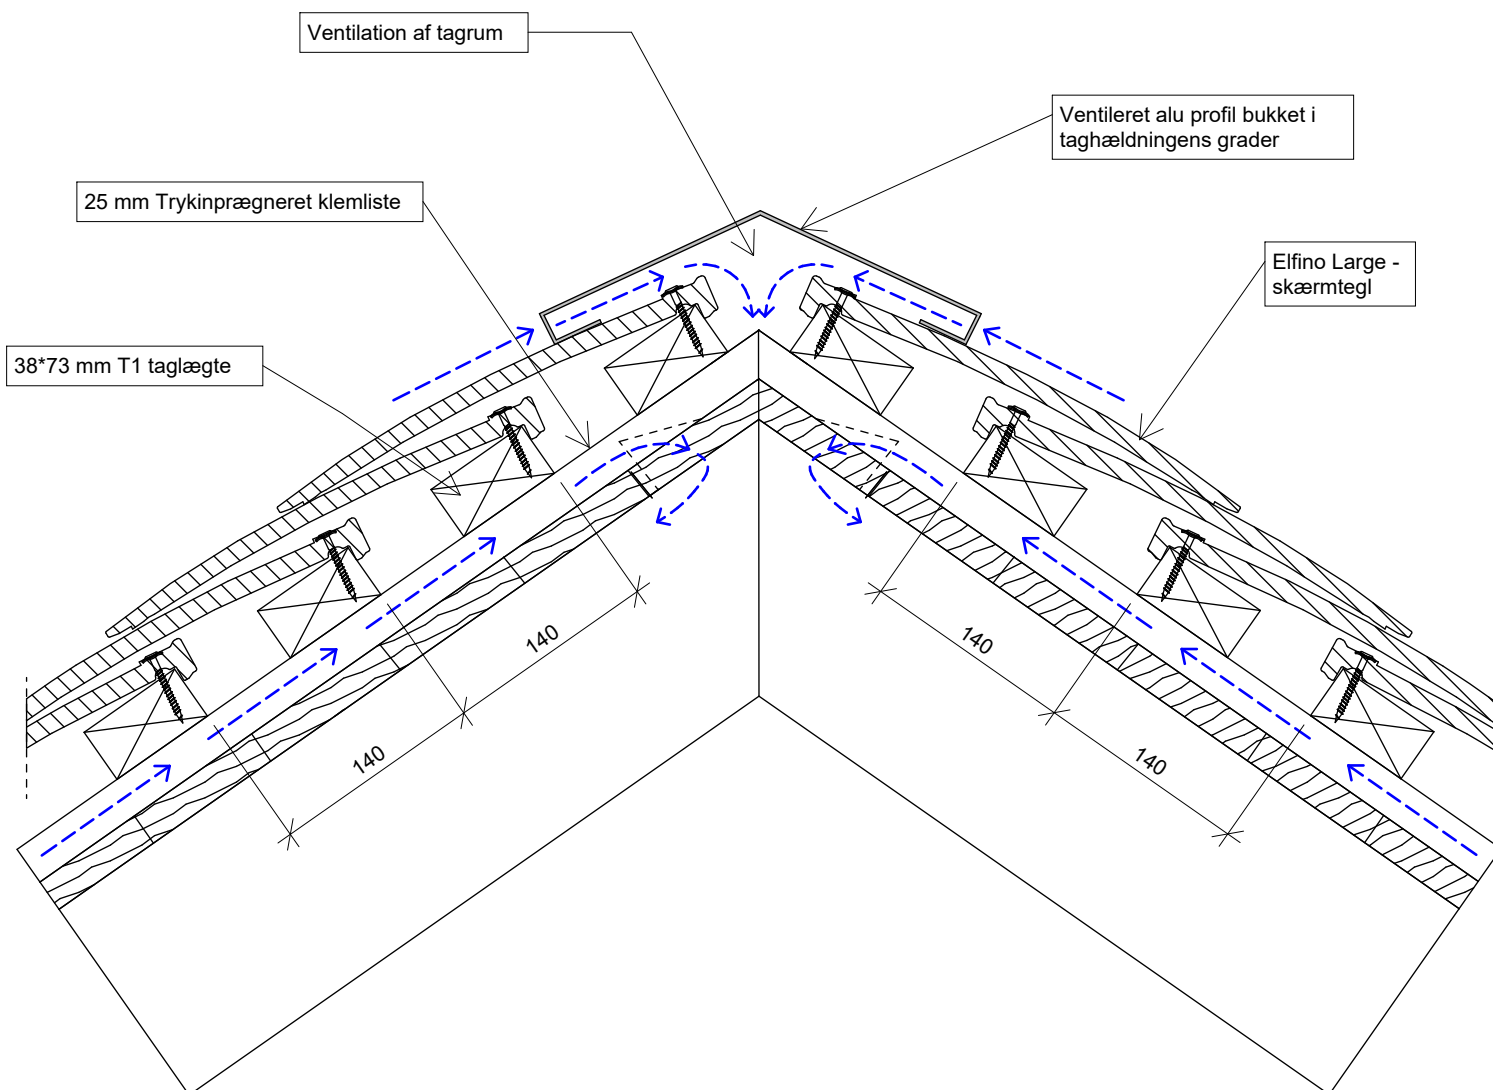 Ventilation af tagrum
Ventileret alu profil bukket i
taghældningens grader
25 mm Trykinprægneret klemliste
Elfino Large -
skærmtegl
38*73 mm T1 taglægte
140
140
140
140